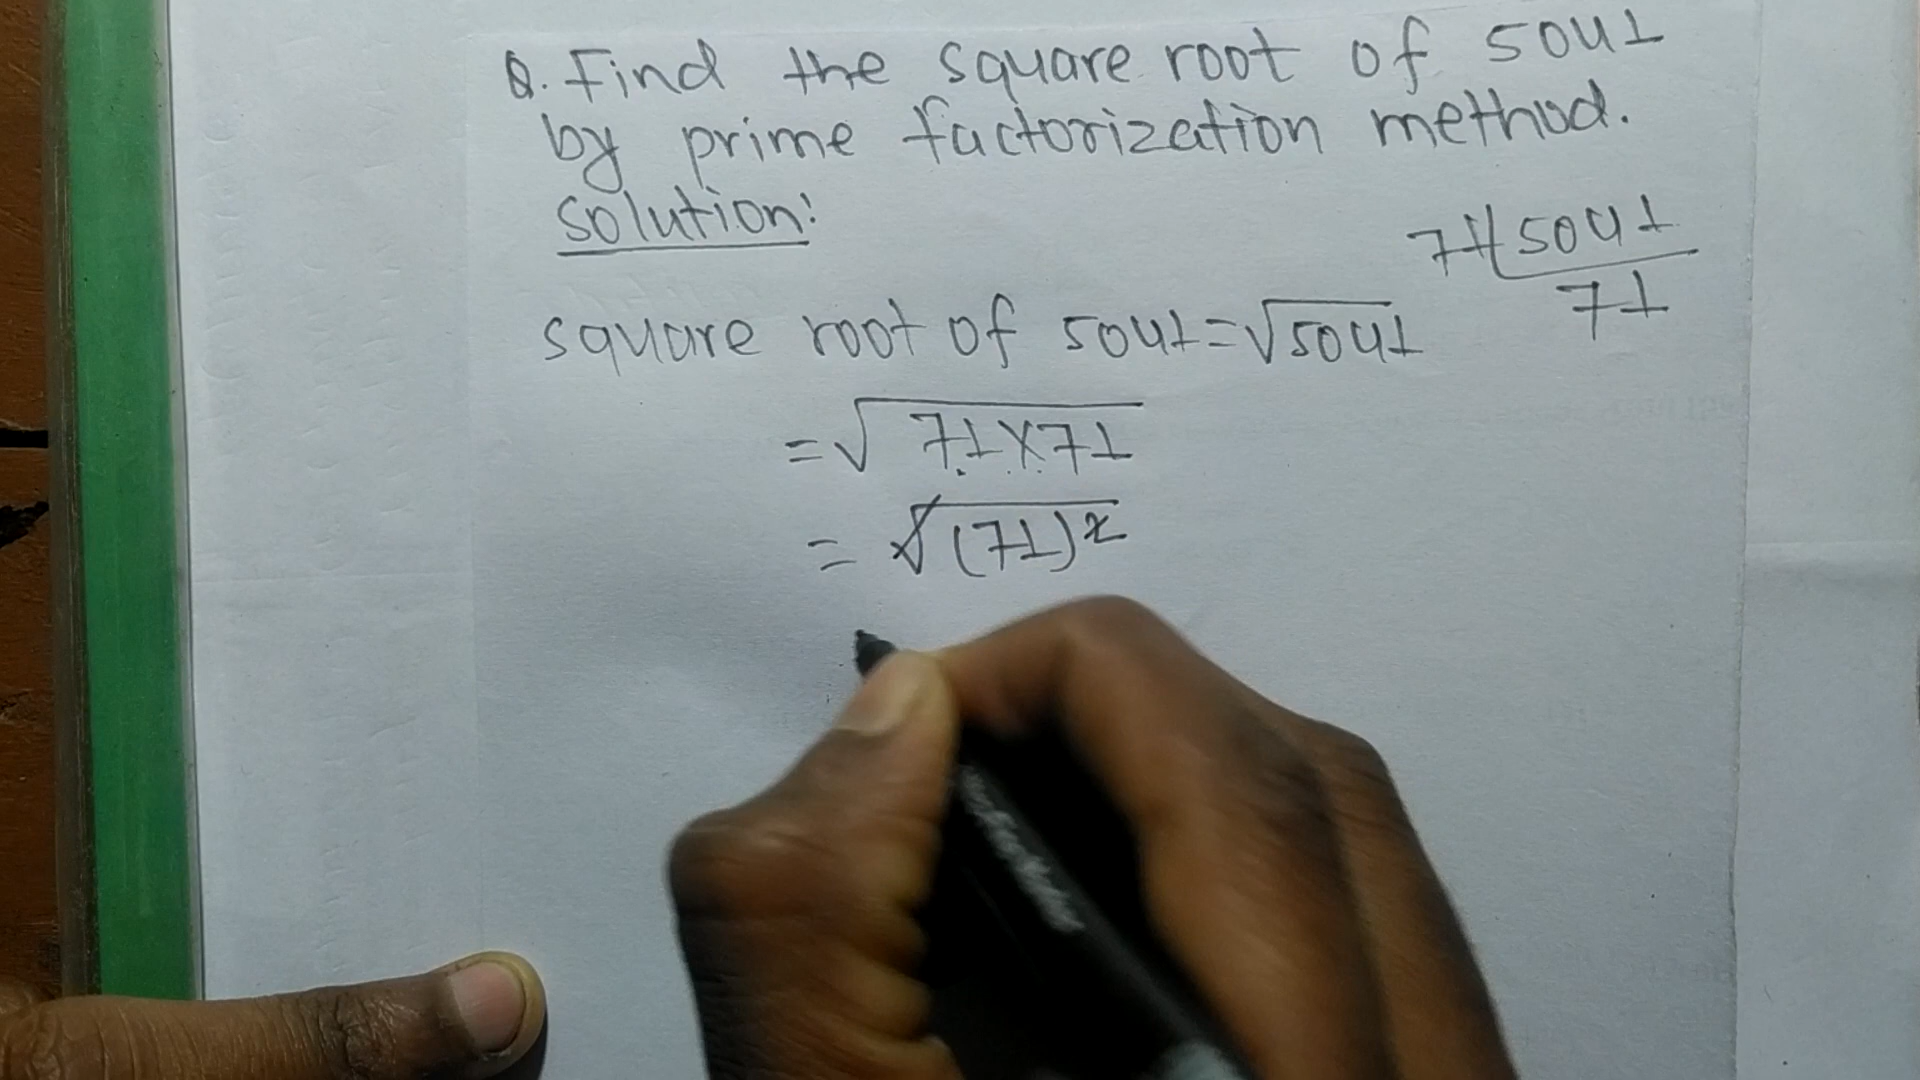 Q. Find the square root of 5041
by prime factorization method.
Solution:
71 5041
71
square root of 5041 = √5041
= √71×71
= √(71)²